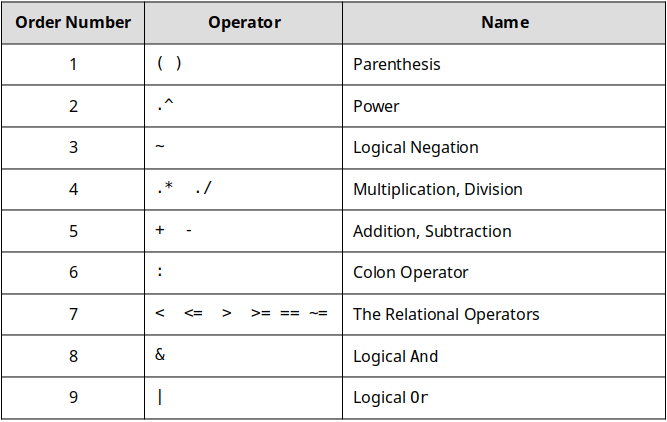 Order Number Operator Name
1 ( ) Parenthesis
2 .^ Power
3 ~ Logical Negation
4 .* ./ Multiplication, Division
5 + - Addition, Subtraction
6 : Colon Operator
7 < <= > >= == ~= The Relational Operators
8 & Logical And
9 | Logical Or